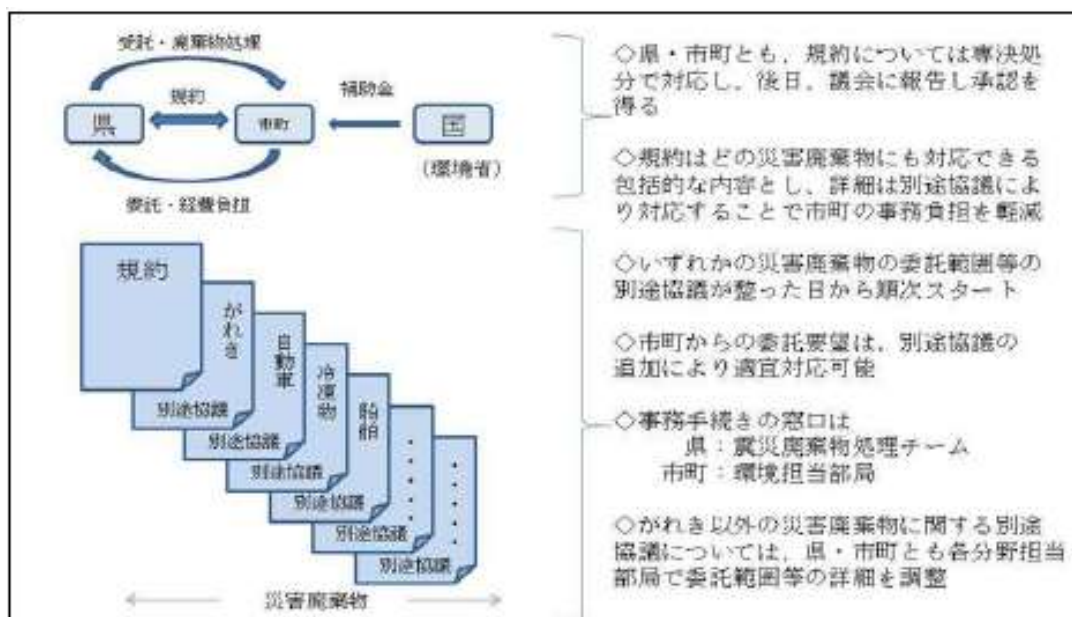 受託・廃棄物処理
県
規約
市町
補助金
国
(環境省)
委託・経費負担
規約
がれき
自動車
冷凍物
船舶
・・・・・
・・・・・
別途協議
別途協議
別途協議
別途協議
別途協議
別途協議
災害廃棄物
◇県・市町とも，規約については専決処
分で対応し，後日，議会に報告し承認を
得る
◇規約はどの災害廃棄物にも対応できる
包括的な内容とし，詳細は別途協議によ
り対応することで市町の事務負担を軽減
◇いずれかの災害廃棄物の委託範囲等の
別途協議が整った日から順次スタート
◇市町からの委託要望は，別途協議の
追加により適宜対応可能
◇事務手続きの窓口は
県：震災廃棄物処理チーム
市町：環境担当部局
◇がれき以外の災害廃棄物に関する別途
協議については，県・市町とも各分野担当
部局で委託範囲等の詳細を調整